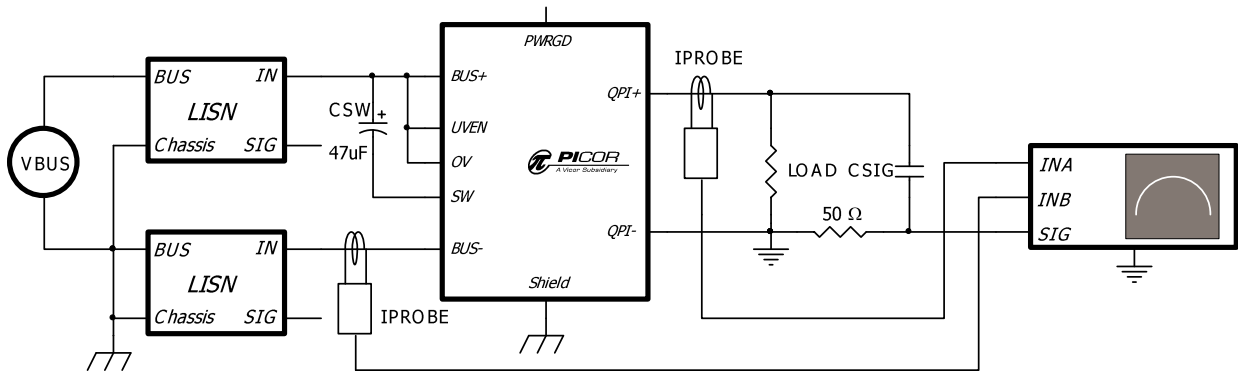 PWRGD
IPROBE
BUS IN
LISN
Chassis SIG
CSW +
47uF
BUS+
UVEN
OV
SW
BUS-
QPI+
QPI-
PICOR
A Vicor Subsidiary
Shield
VBUS
BUS IN
LISN
Chassis SIG
IPROBE
LOAD CSIG
50 Ω
INA
INB
SIG